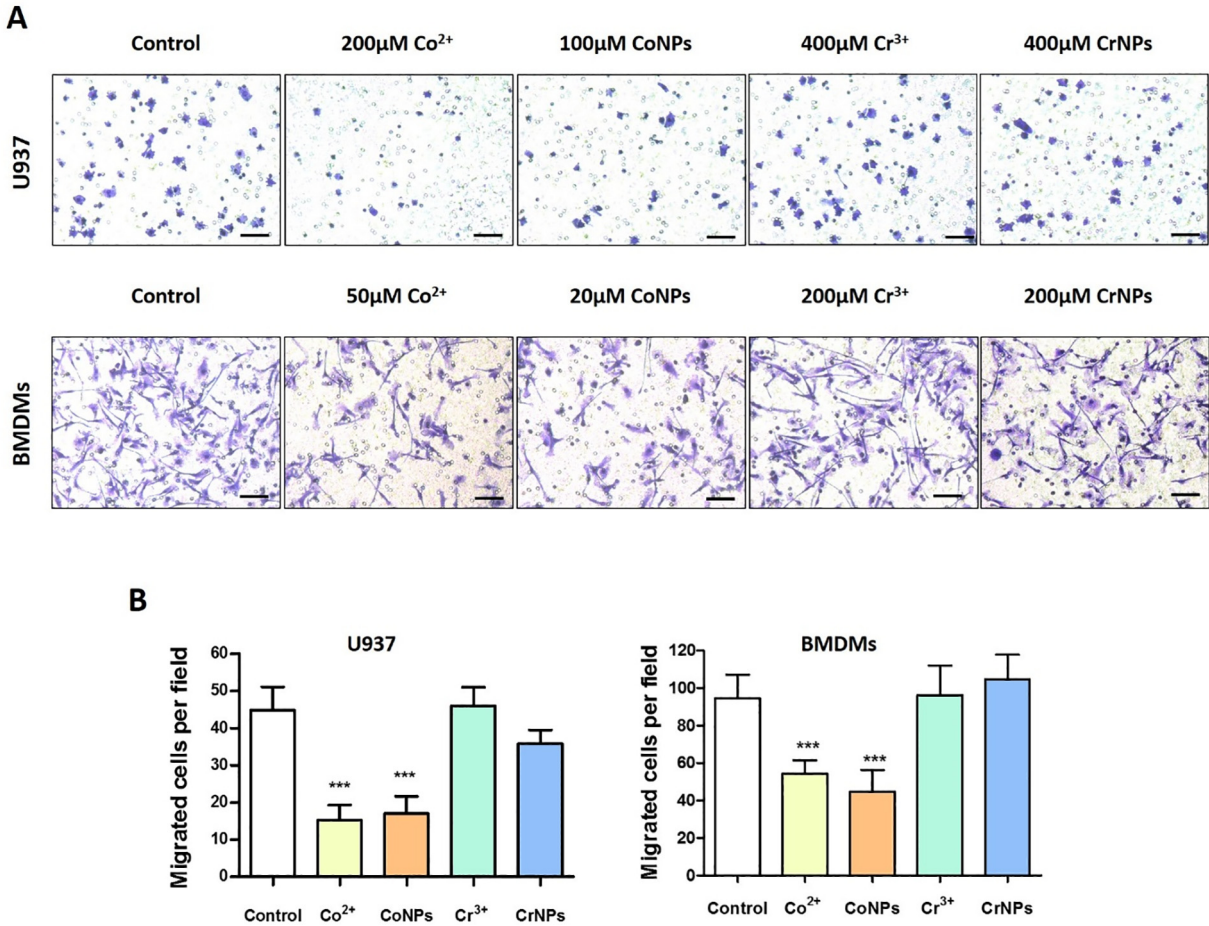 A
Control 200μM Co²⁺ 100μM CoNPs 400μM Cr³⁺ 400μM CrNPs
U937
Control 50μM Co²⁺ 20μM CoNPs 200μM Cr³⁺ 200μM CrNPs
BMDMs
B
U937
Migrated cells per field
60
50
40
30
20
10
0
***
***
Control Co²⁺ CoNPs Cr³⁺ CrNPs
BMDMs
Migrated cells per field
120
100
80
60
40
20
0
***
***
Control Co²⁺ CoNPs Cr³⁺ CrNPs